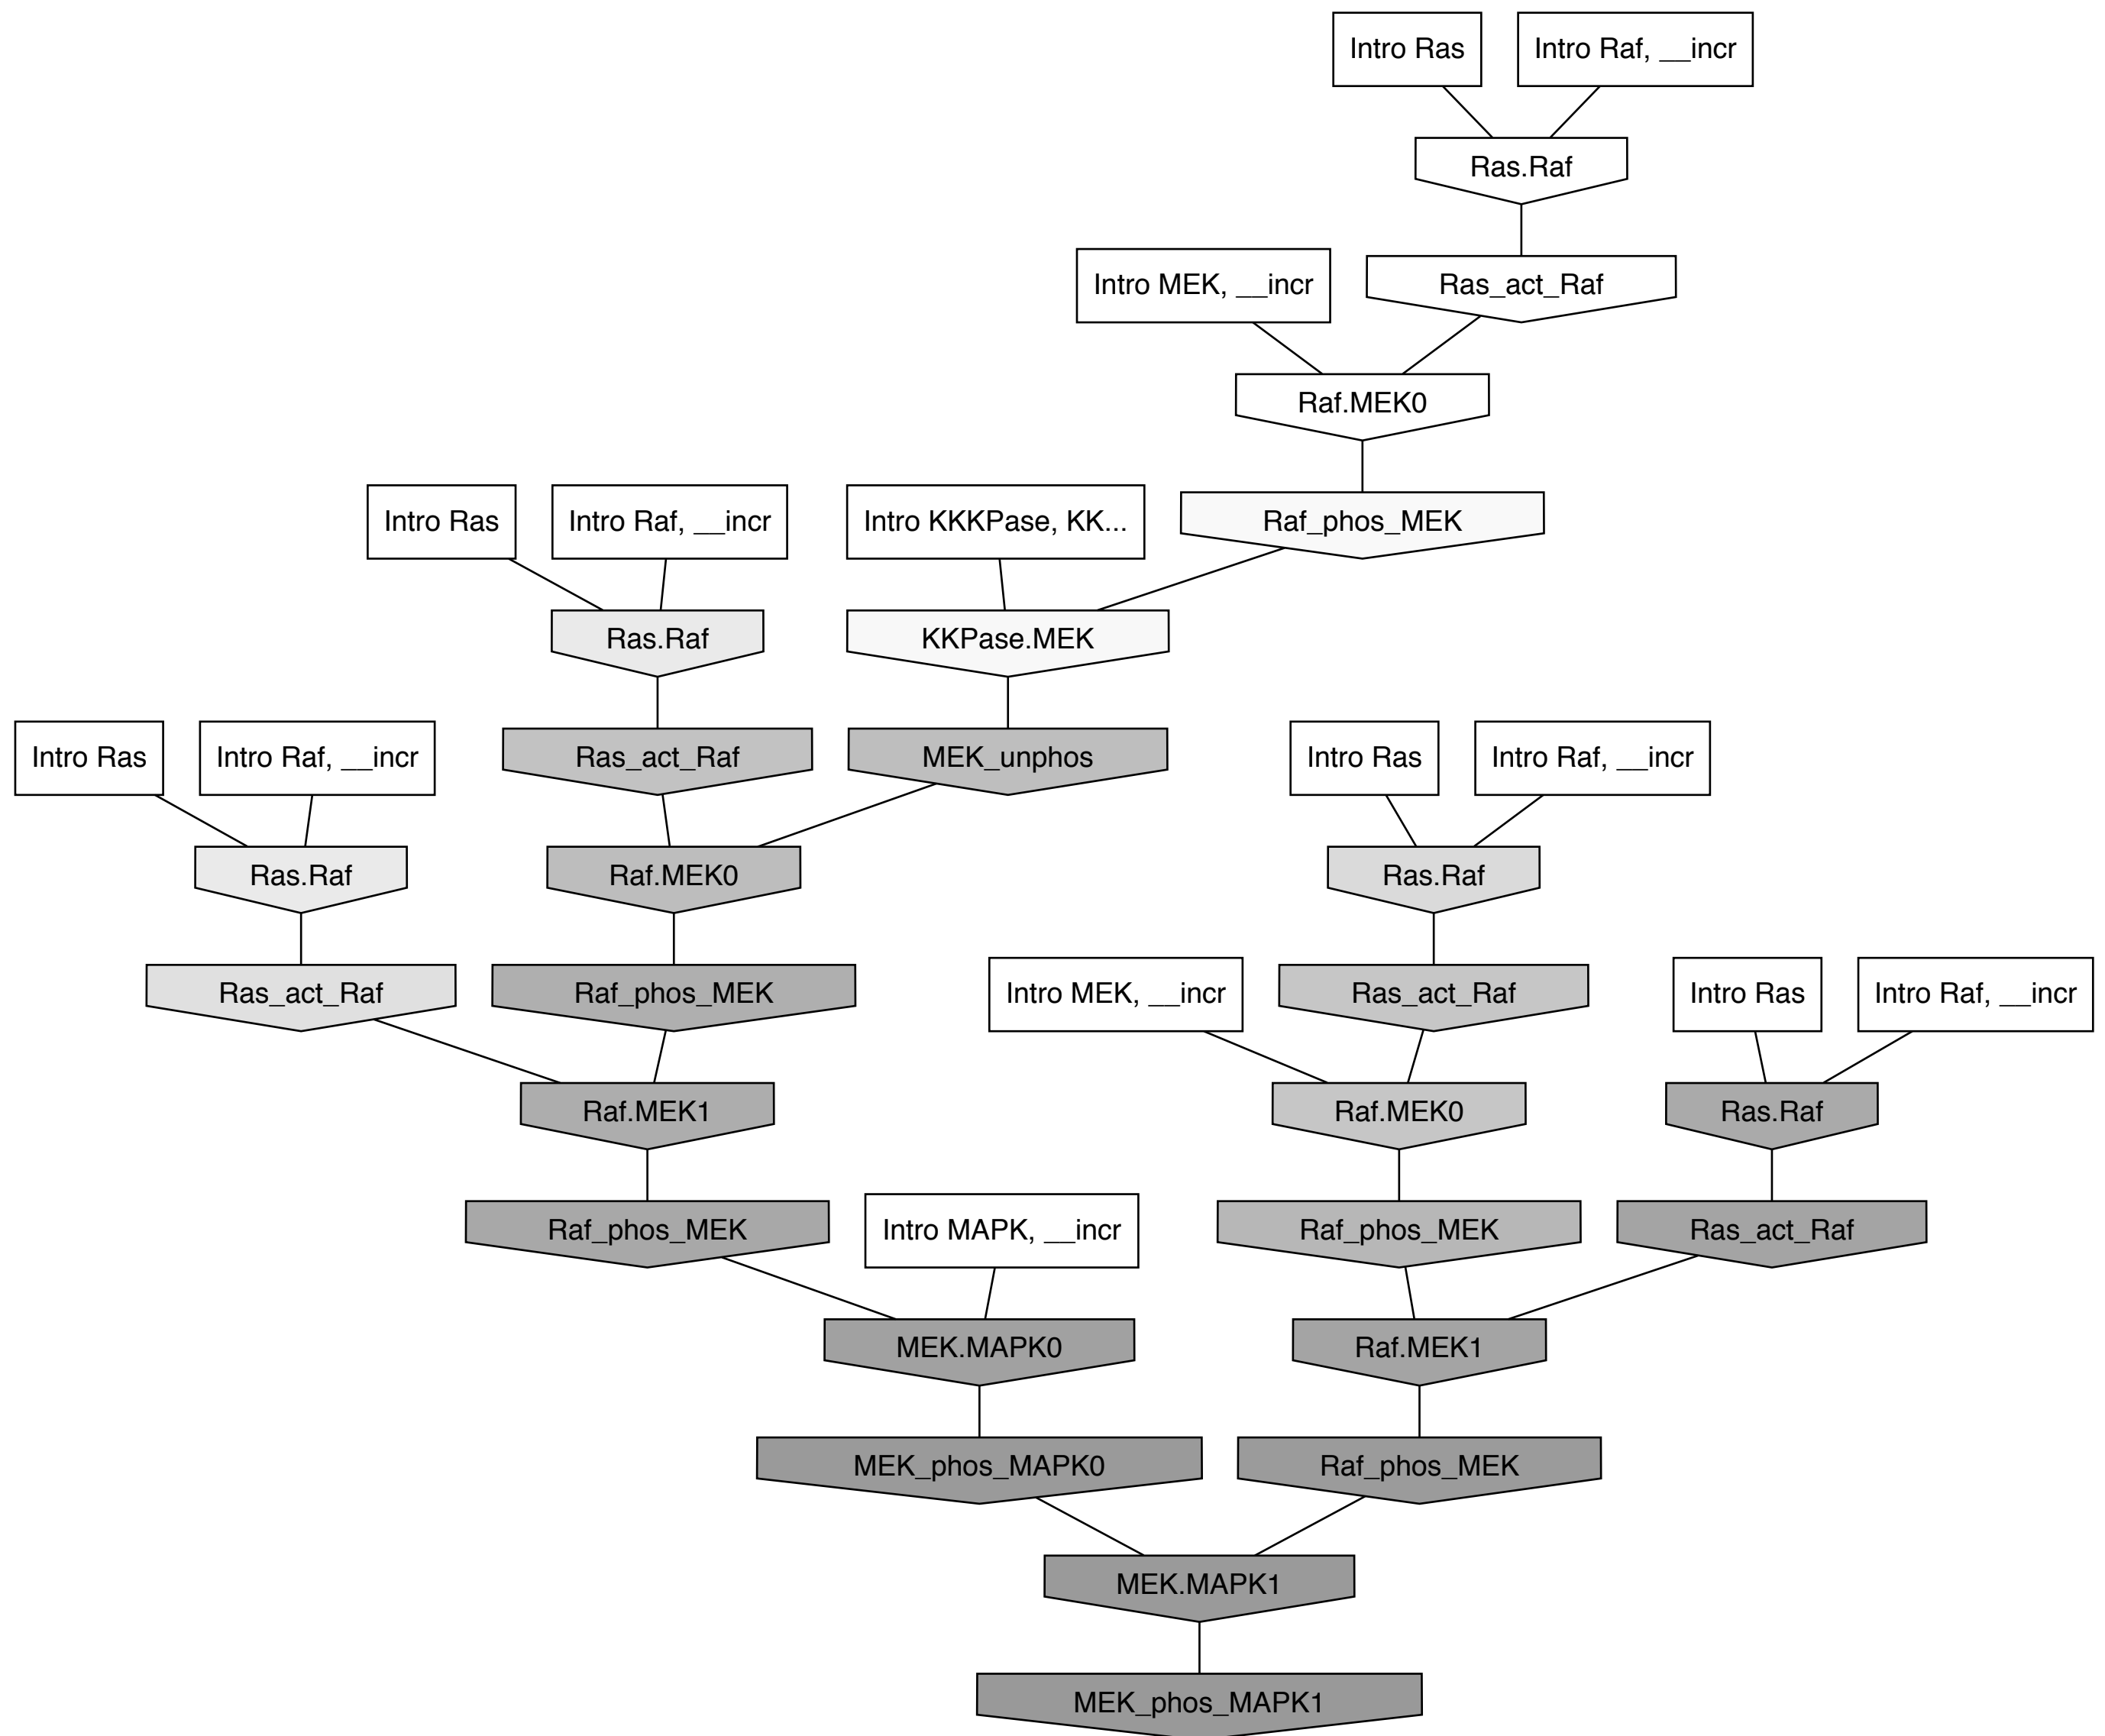 Intro Ras
Intro Raf, __incr
Ras.Raf
Intro MEK, __incr
Ras_act_Raf
Raf.MEK0
Intro Ras
Intro Raf, __incr
Intro KKKPase, KK...
Raf_phos_MEK
Ras.Raf
KKPase.MEK
Intro Ras
Intro Raf, __incr
Ras_act_Raf
MEK_unphos
Intro Ras
Intro Raf, __incr
Ras.Raf
Raf.MEK0
Ras.Raf
Ras_act_Raf
Raf_phos_MEK
Intro MEK, __incr
Ras_act_Raf
Intro Ras
Intro Raf, __incr
Raf.MEK1
Raf.MEK0
Ras.Raf
Raf_phos_MEK
Intro MAPK, __incr
Raf_phos_MEK
Ras_act_Raf
MEK.MAPK0
Raf.MEK1
MEK_phos_MAPK0
Raf_phos_MEK
MEK.MAPK1
MEK_phos_MAPK1